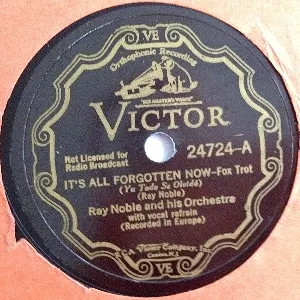 VE
Orthophonic Recording
"HIS MASTER'S VOICE"
VICTOR
Not Licensed for
Radio Broadcast
24724-A
IT'S ALL FORGOTTEN NOW-Fox Trot
(Ya Todo Se Olvidó)
(Ray Noble)
Ray Noble and his Orchestra
with vocal refrain
(Recorded in Europe)
RCA Victor Company, Inc.
Camden, N.J.
VE